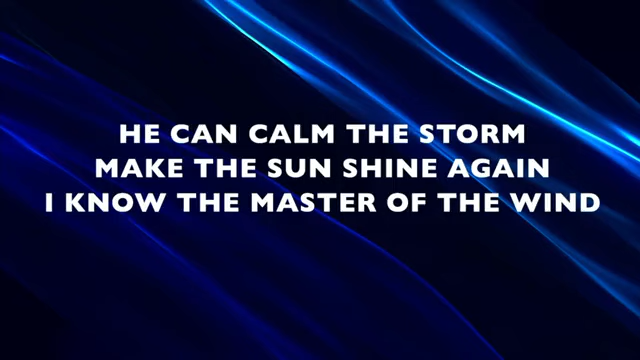 HE CAN CALM THE STORM
MAKE THE SUN SHINE AGAIN
I KNOW THE MASTER OF THE WIND